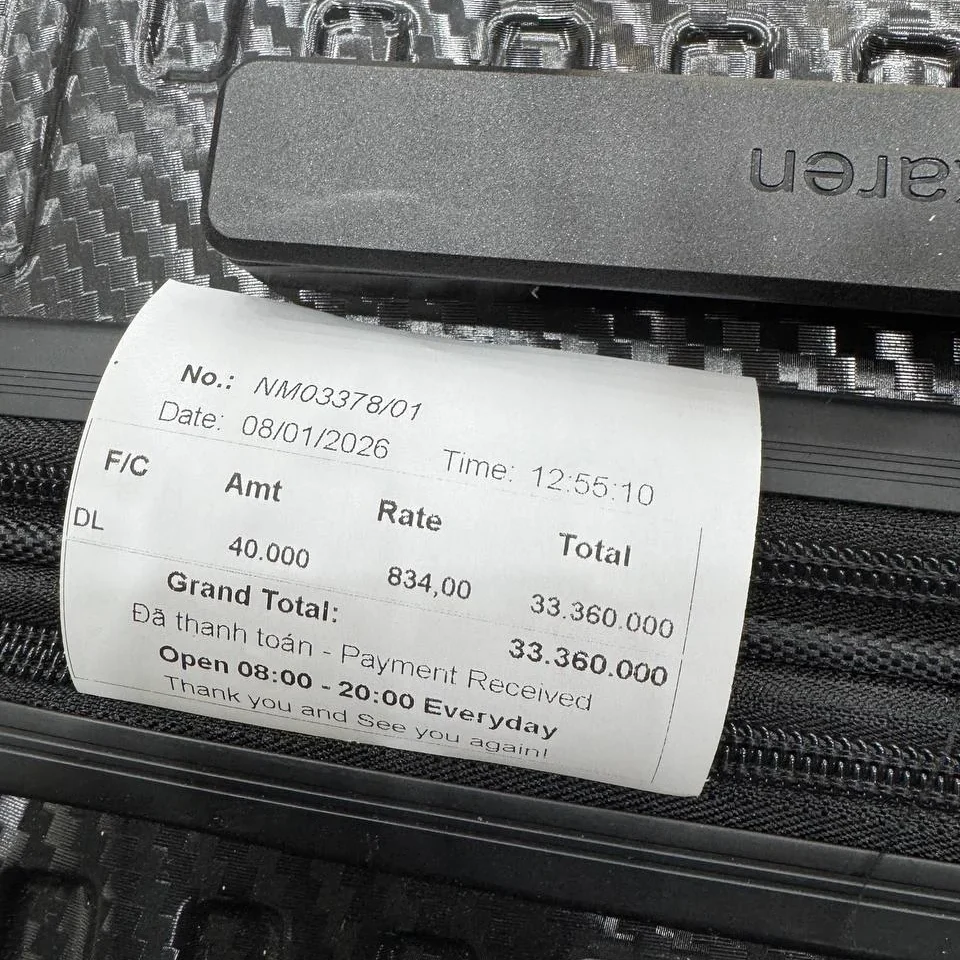 karen
No.: NM03378/01
Date: 08/01/2026 Time: 12:55:10
F/C Amt Rate Total
DL 40.000 834,00 33.360.000
Grand Total: 33.360.000
Đã thanh toán - Payment Received
Open 08:00 - 20:00 Everyday
Thank you and See you again!